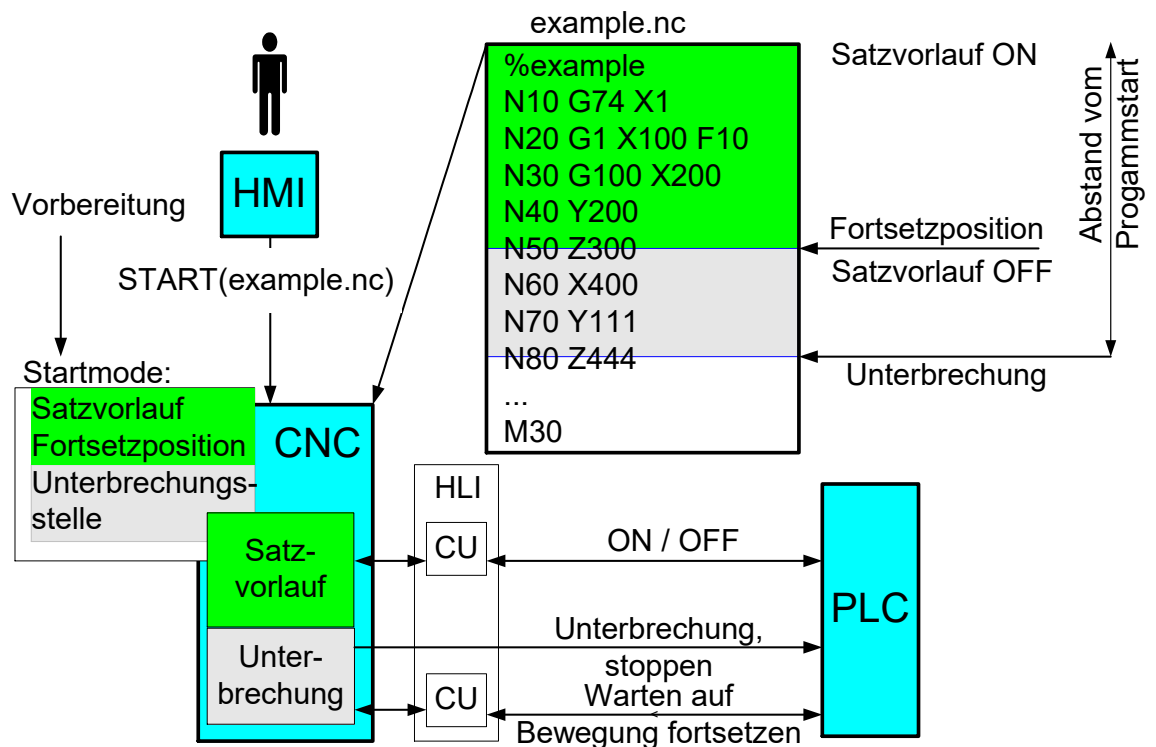 example.nc
%example
N10 G74 X1
N20 G1 X100 F10
N30 G100 X200
N40 Y200
N50 Z300
N60 X400
N70 Y111
N80 Z444
...
M30
Satzvorlauf ON
Fortsetzposition
Satzvorlauf OFF
Unterbrechung
Abstand vom
Progammstart
HMI
Vorbereitung
START(example.nc)
Startmode:
Satzvorlauf
Fortsetzposition
Unterbrechungs-
stelle
CNC
Satz-
vorlauf
Unter-
brechung
HLI
CU
CU
ON / OFF
Unterbrechung,
stoppen
Warten auf
Bewegung fortsetzen
PLC